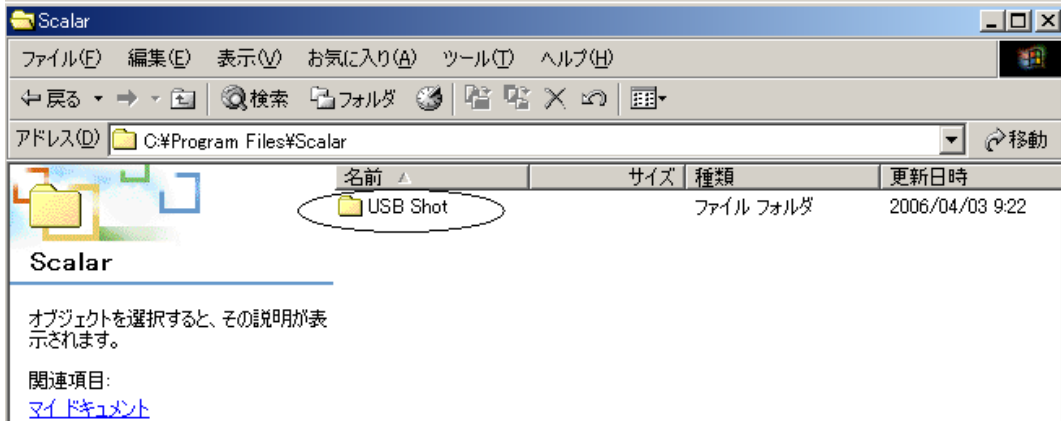 Scalar
ファイル(F) 編集(E) 表示(V) お気に入り(A) ツール(T) ヘルプ(H)
戻る 検索 フォルダ
アドレス(D) C:¥Program Files¥Scalar 移動
名前 サイズ 種類 更新日時
USB Shot ファイル フォルダ 2006/04/03 9:22
Scalar
オブジェクトを選択すると、その説明が表
示されます。
関連項目:
マイ ドキュメント